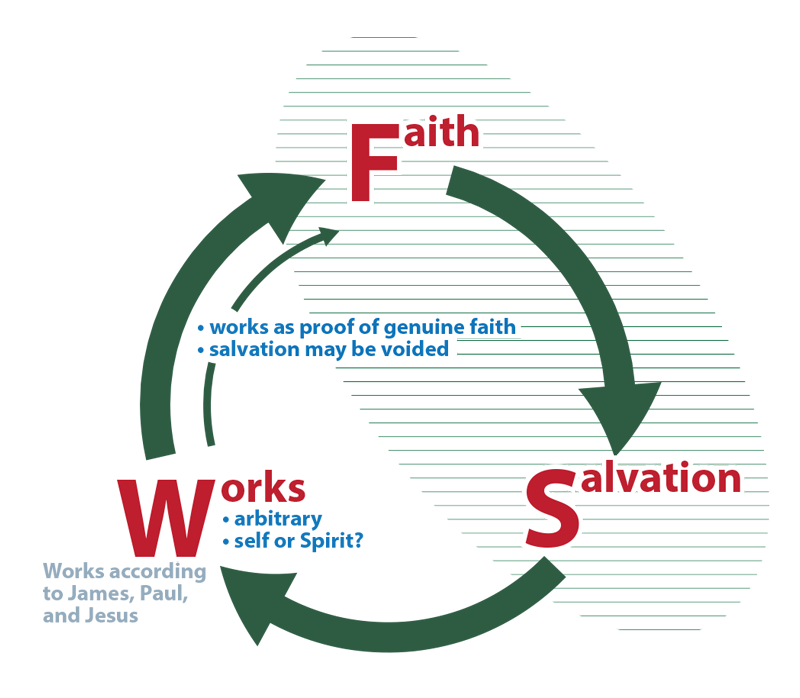 Faith
• works as proof of genuine faith
• salvation may be voided
Works
• arbitrary
• self or Spirit?
Works according
to James, Paul,
and Jesus
Salvation